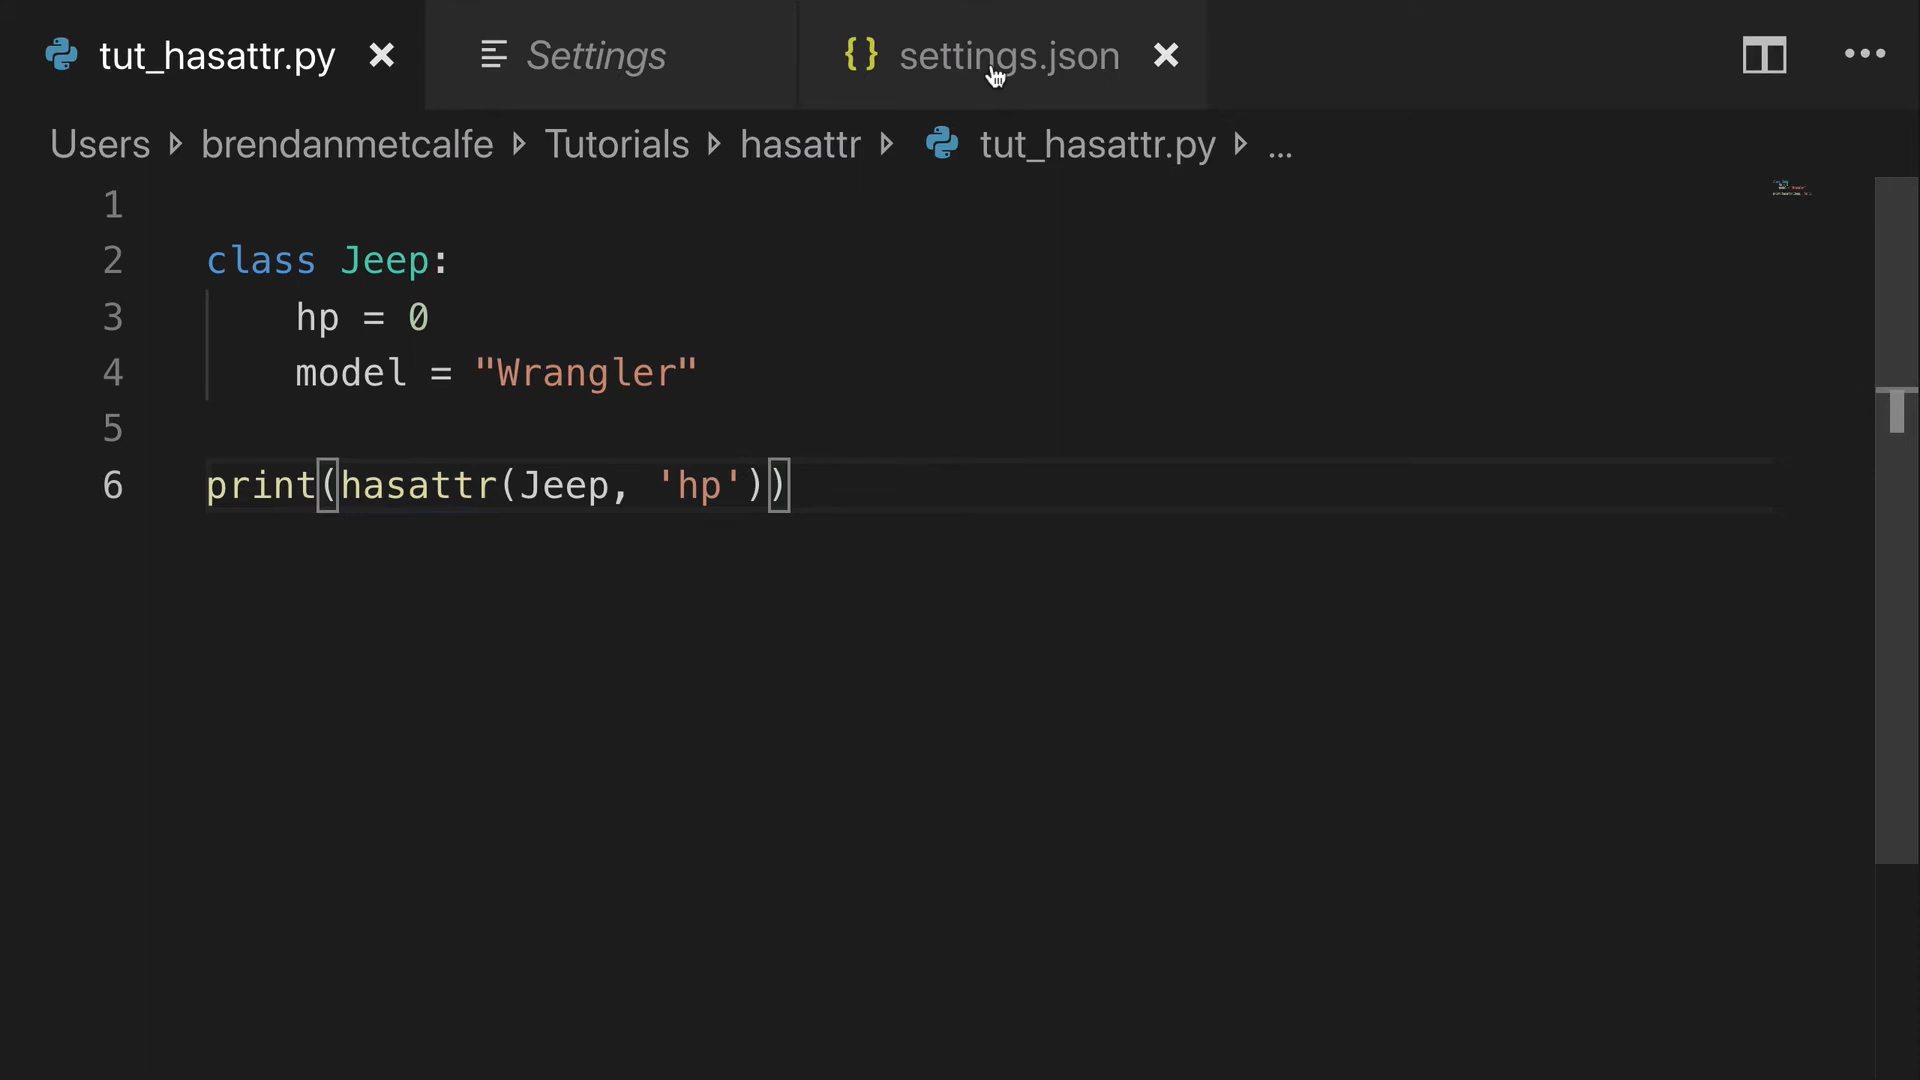 tut_hasattr.py Settings settings.json
Users brendanmetcalfe Tutorials hasattr tut_hasattr.py ...
1
2 class Jeep:
3 hp = 0
4 model = "Wrangler"
5
6 print(hasattr(Jeep, 'hp'))